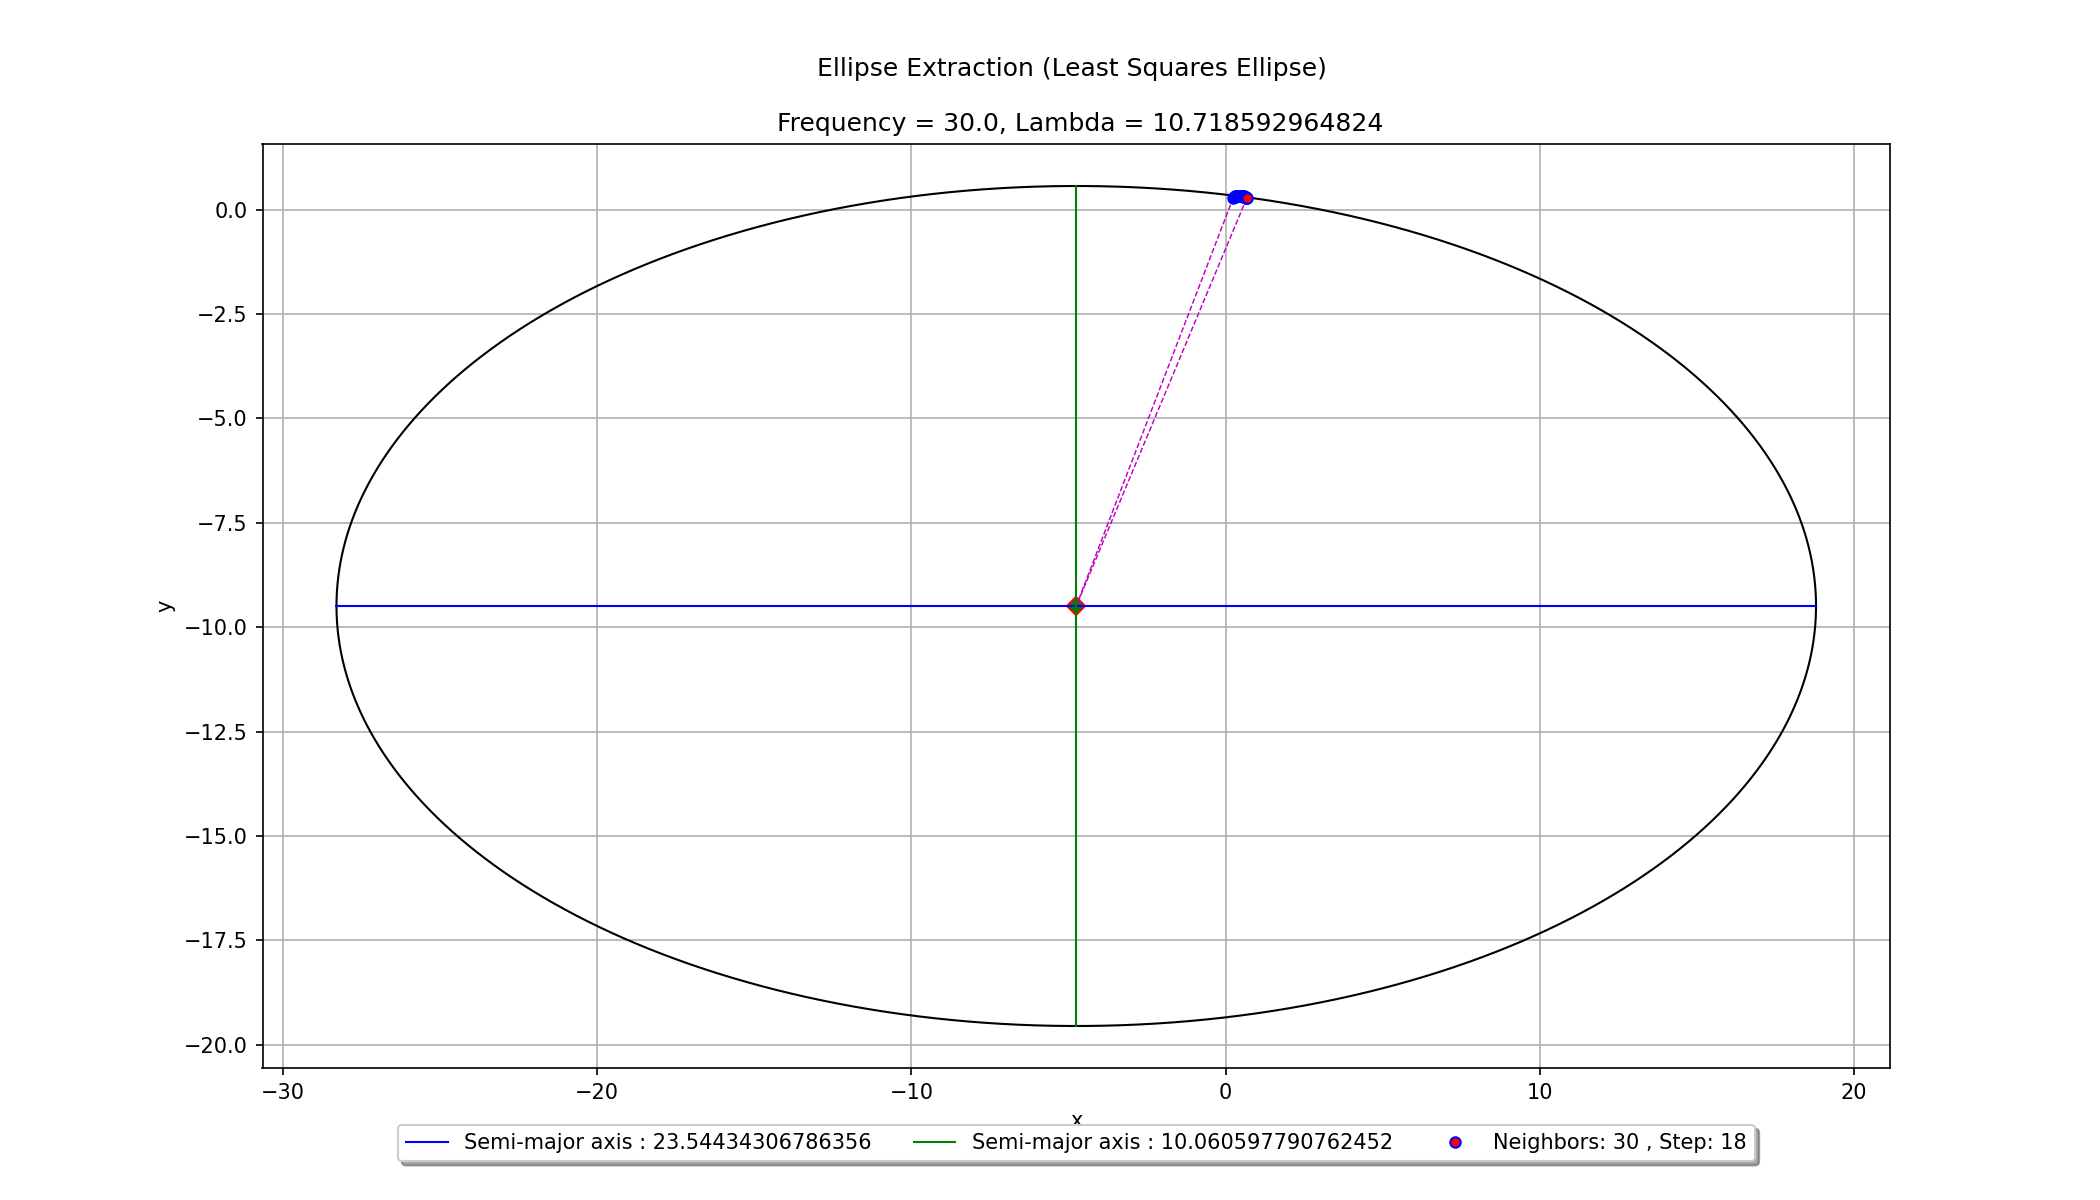 Ellipse Extraction (Least Squares Ellipse)
Frequency = 30.0, Lambda = 10.718592964824
0.0
−2.5
−5.0
−7.5
−10.0
−12.5
−15.0
−17.5
−20.0
y
−30 −20 −10 0 10 20
x
Semi-major axis : 23.54434306786356 Semi-major axis : 10.060597790762452 Neighbors: 30 , Step: 18